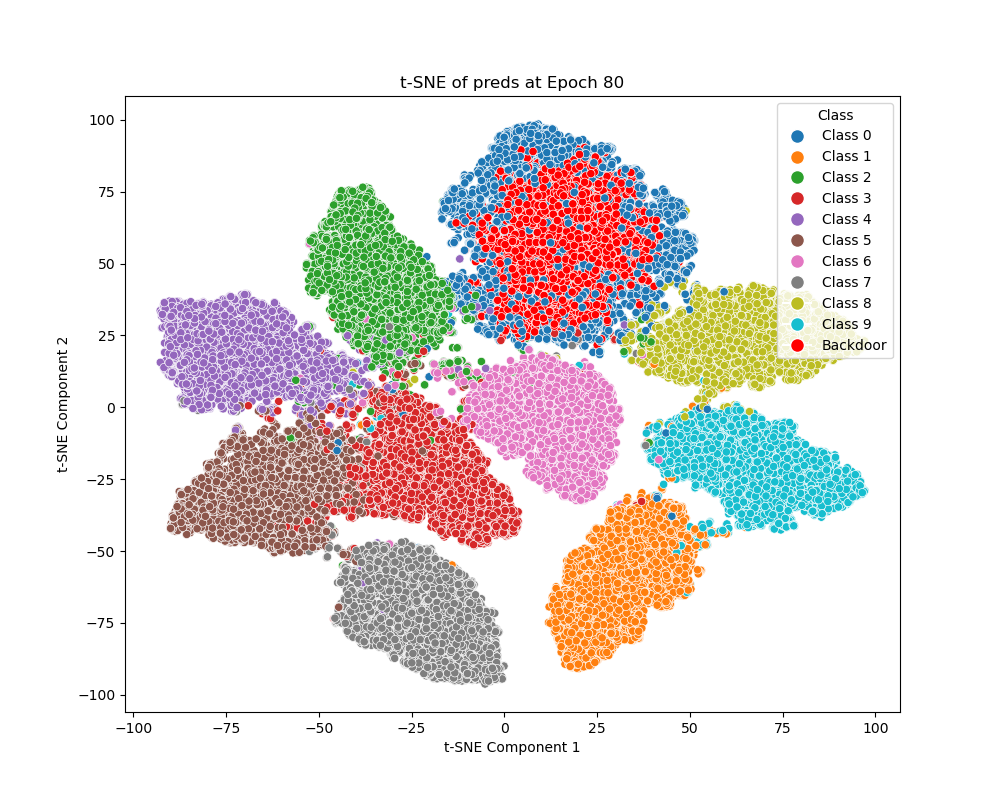 t-SNE of preds at Epoch 80
t-SNE Component 2
100
75
50
25
0
−25
−50
−75
−100
Class
Class 0
Class 1
Class 2
Class 3
Class 4
Class 5
Class 6
Class 7
Class 8
Class 9
Backdoor
−100 −75 −50 −25 0 25 50 75 100
t-SNE Component 1